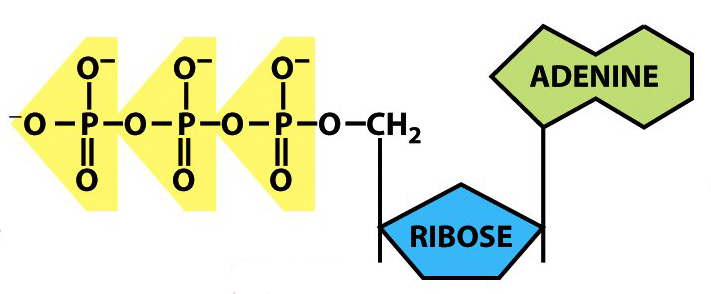 O⁻ O⁻ O⁻
ADENINE
⁻O–P–O–P–O–P–O–CH₂
O O O
RIBOSE